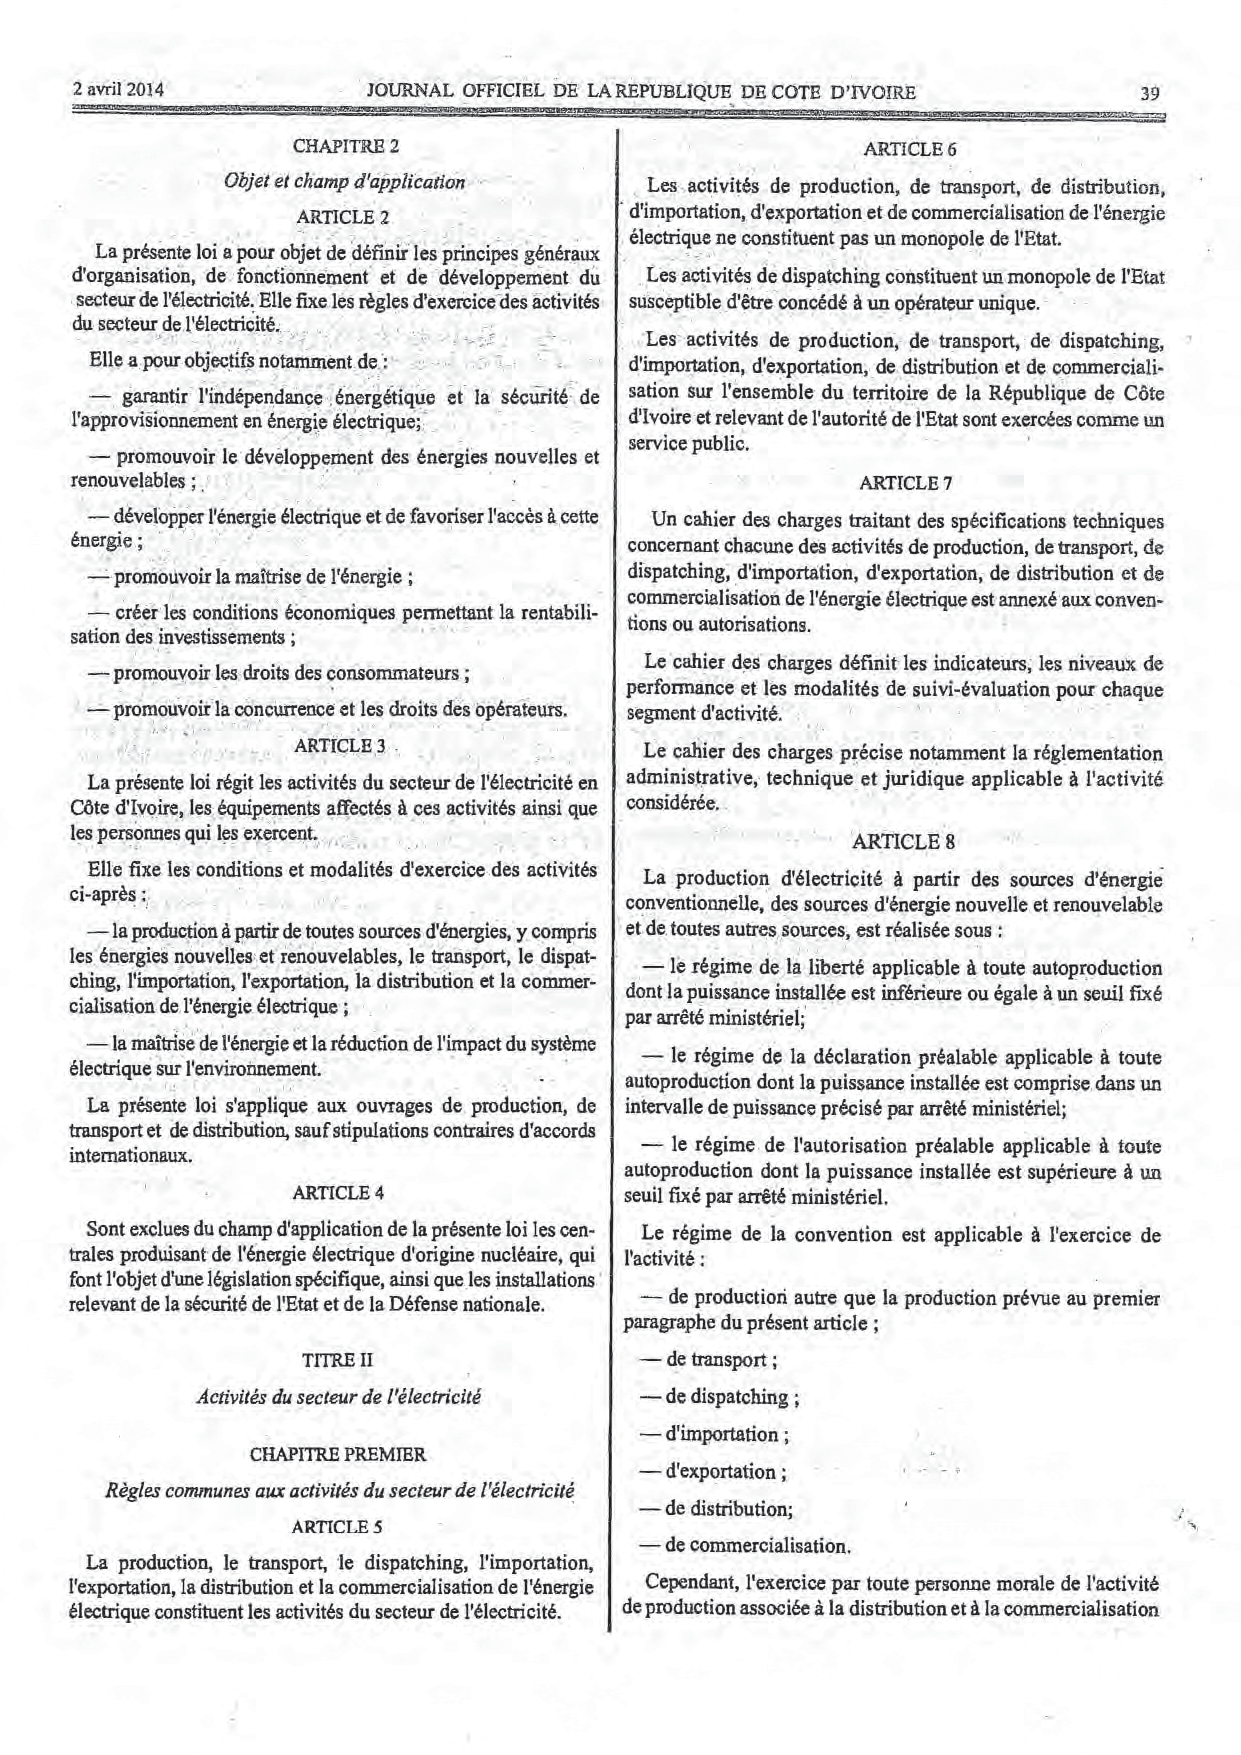 2 avril 2014 JOURNAL OFFICIEL DE LA REPUBLIQUE DE COTE D'IVOIRE 39
CHAPITRE 2
Objet et champ d'application
ARTICLE 2
La présente loi a pour objet de définir les principes généraux
d'organisation, de fonctionnement et de développement du
secteur de l'électricité. Elle fixe les règles d'exercice des activités
du secteur de l'électricité.
Elle a pour objectifs notamment de :
— garantir l'indépendance énergétique et la sécurité de
l'approvisionnement en énergie électrique;
— promouvoir le développement des énergies nouvelles et
renouvelables ;
— développer l'énergie électrique et de favoriser l'accès à cette
énergie ;
— promouvoir la maîtrise de l'énergie ;
— créer les conditions économiques permettant la rentabili-
sation des investissements ;
— promouvoir les droits des consommateurs ;
— promouvoir la concurrence et les droits des opérateurs.
ARTICLE 3
La présente loi régit les activités du secteur de l'électricité en
Côte d'Ivoire, les équipements affectés à ces activités ainsi que
les personnes qui les exercent.
Elle fixe les conditions et modalités d'exercice des activités
ci-après :
— la production à partir de toutes sources d'énergies, y compris
les énergies nouvelles et renouvelables, le transport, le dispat-
ching, l'importation, l'exportation, la distribution et la commer-
cialisation de l'énergie électrique ;
— la maîtrise de l'énergie et la réduction de l'impact du système
électrique sur l'environnement.
La présente loi s'applique aux ouvrages de production, de
transport et de distribution, sauf stipulations contraires d'accords
internationaux.
ARTICLE 4
Sont exclues du champ d'application de la présente loi les cen-
trales produisant de l'énergie électrique d'origine nucléaire, qui
font l'objet d'une législation spécifique, ainsi que les installations
relevant de la sécurité de l'Etat et de la Défense nationale.
TITRE II
Activités du secteur de l'électricité
CHAPITRE PREMIER
Règles communes aux activités du secteur de l'électricité
ARTICLE 5
La production, le transport, le dispatching, l'importation,
l'exportation, la distribution et la commercialisation de l'énergie
électrique constituent les activités du secteur de l'électricité.
ARTICLE 6
Les activités de production, de transport, de distribution,
d'importation, d'exportation et de commercialisation de l'énergie
électrique ne constituent pas un monopole de l'Etat.
Les activités de dispatching constituent un monopole de l'Etat
susceptible d'être concédé à un opérateur unique.
Les activités de production, de transport, de dispatching,
d'importation, d'exportation, de distribution et de commerciali-
sation sur l'ensemble du territoire de la République de Côte
d'Ivoire et relevant de l'autorité de l'Etat sont exercées comme un
service public.
ARTICLE 7
Un cahier des charges traitant des spécifications techniques
concernant chacune des activités de production, de transport, de
dispatching, d'importation, d'exportation, de distribution et de
commercialisation de l'énergie électrique est annexé aux conven-
tions ou autorisations.
Le cahier des charges définit les indicateurs, les niveaux de
performance et les modalités de suivi-évaluation pour chaque
segment d'activité.
Le cahier des charges précise notamment la réglementation
administrative, technique et juridique applicable à l'activité
considérée.
ARTICLE 8
La production d'électricité à partir des sources d'énergie
conventionnelle, des sources d'énergie nouvelle et renouvelable
et de toutes autres sources, est réalisée sous :
— le régime de la liberté applicable à toute autoproduction
dont la puissance installée est inférieure ou égale à un seuil fixé
par arrêté ministériel;
— le régime de la déclaration préalable applicable à toute
autoproduction dont la puissance installée est comprise dans un
intervalle de puissance précisé par arrêté ministériel;
— le régime de l'autorisation préalable applicable à toute
autoproduction dont la puissance installée est supérieure à un
seuil fixé par arrêté ministériel.
Le régime de la convention est applicable à l'exercice de
l'activité :
— de production autre que la production prévue au premier
paragraphe du présent article ;
— de transport ;
— de dispatching ;
— d'importation ;
— d'exportation ;
— de distribution;
— de commercialisation.
Cependant, l'exercice par toute personne morale de l'activité
de production associée à la distribution et à la commercialisation